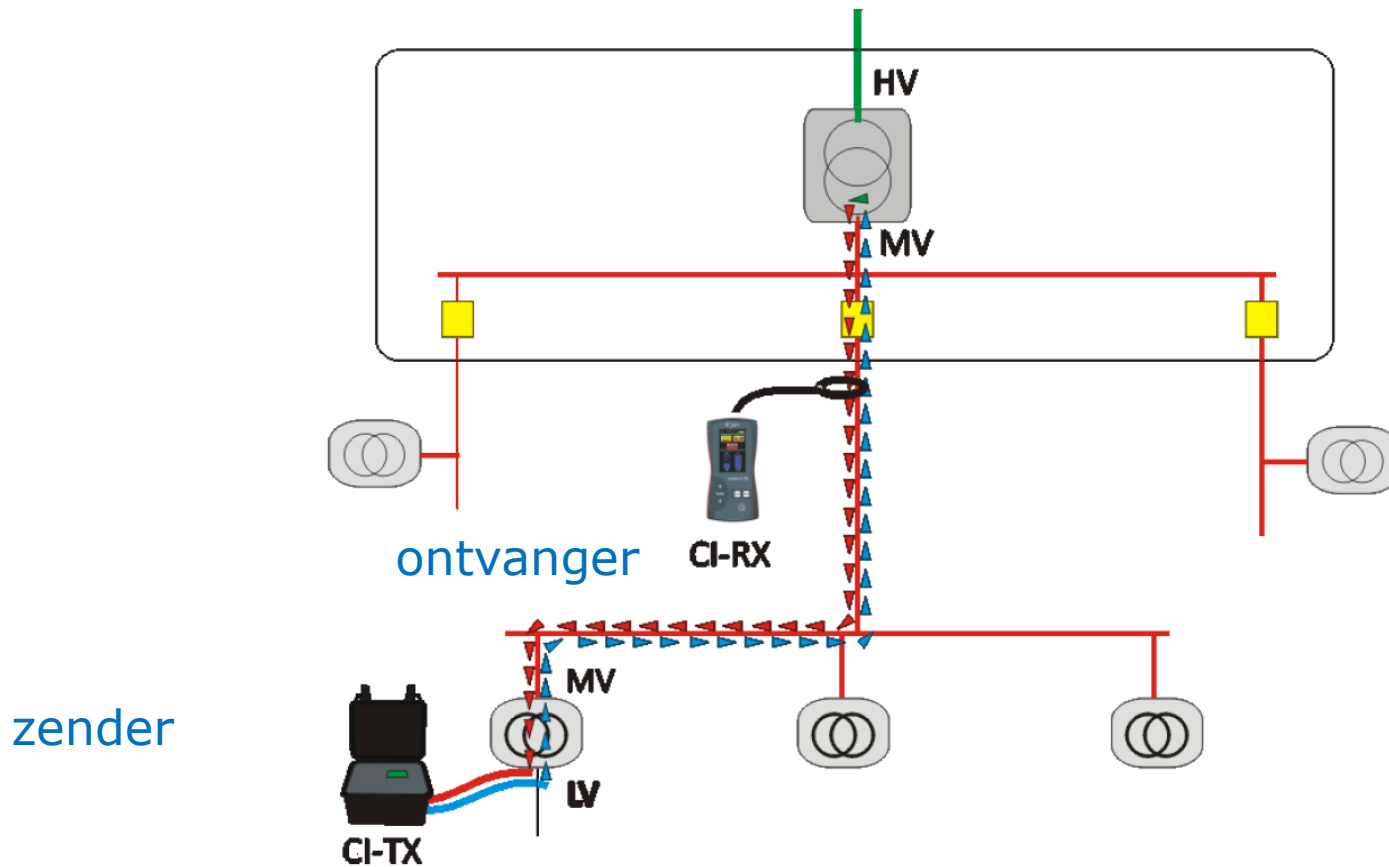 HV
MV
ontvanger
CI-RX
MV
zender
LV
CI-TX